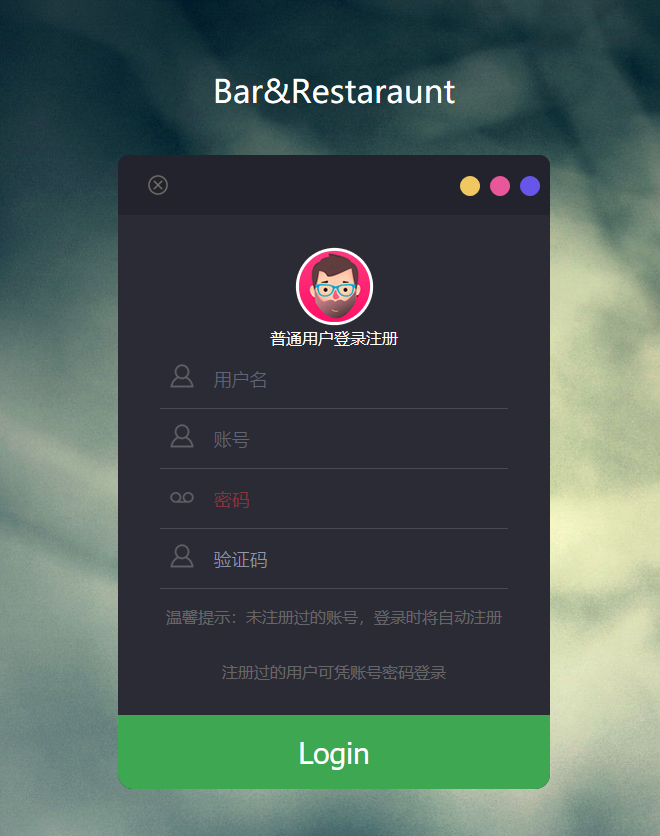 Bar&Restaraunt
普通用户登录注册
用户名
账号
密码
验证码
温馨提示：未注册过的账号，登录时将自动注册
注册过的用户可凭账号密码登录
Login